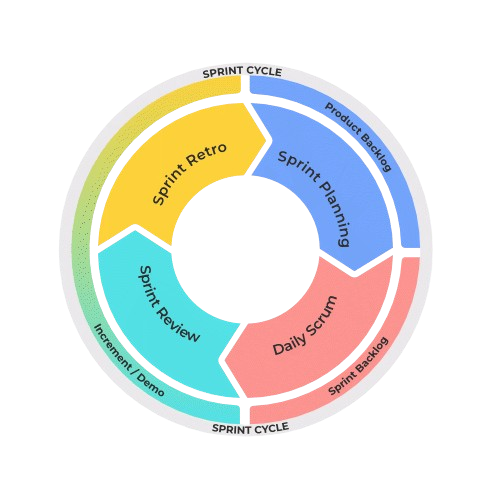 SPRINT CYCLE
Product Backlog
Sprint Planning
Sprint Retro
Daily Scrum
Sprint Backlog
Sprint Review
Increment / Demo
SPRINT CYCLE